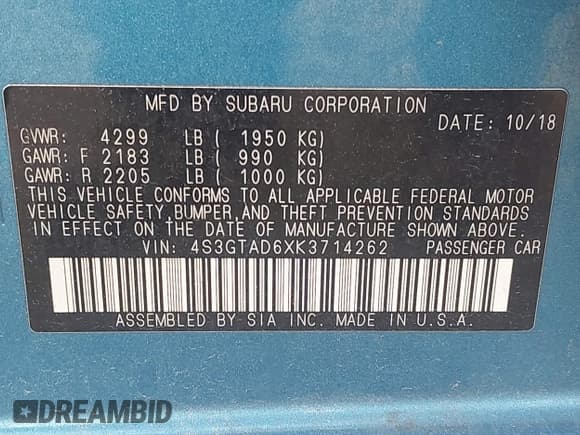 MFD BY SUBARU CORPORATION
DATE: 10/18
GVWR: 4299 LB ( 1950 KG)
GAWR: F 2183 LB ( 990 KG)
GAWR: R 2205 LB ( 1000 KG)
THIS VEHICLE CONFORMS TO ALL APPLICABLE FEDERAL MOTOR
VEHICLE SAFETY,BUMPER,AND THEFT PREVENTION STANDARDS
IN EFFECT ON THE DATE OF MANUFACTURE SHOWN ABOVE.
VIN: 4S3GTAD6XK3714262 PASSENGER CAR
ASSEMBLED BY SIA INC. MADE IN U.S.A.
DREAMBID